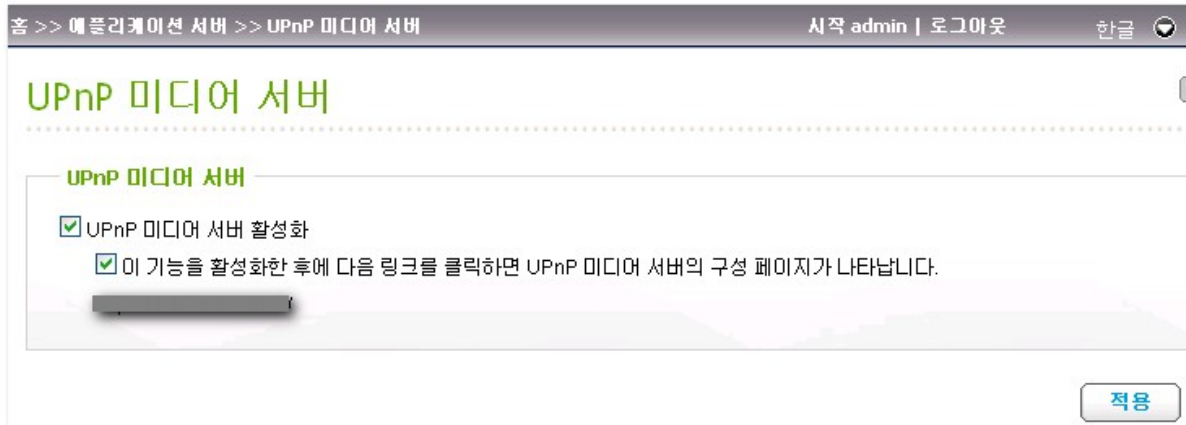 홈 >> 애플리케이션 서버 >> UPnP 미디어 서버 시작 admin | 로그아웃 한글
UPnP 미디어 서버
UPnP 미디어 서버
UPnP 미디어 서버 활성화
이 기능을 활성화한 후에 다음 링크를 클릭하면 UPnP 미디어 서버의 구성 페이지가 나타납니다.
적용